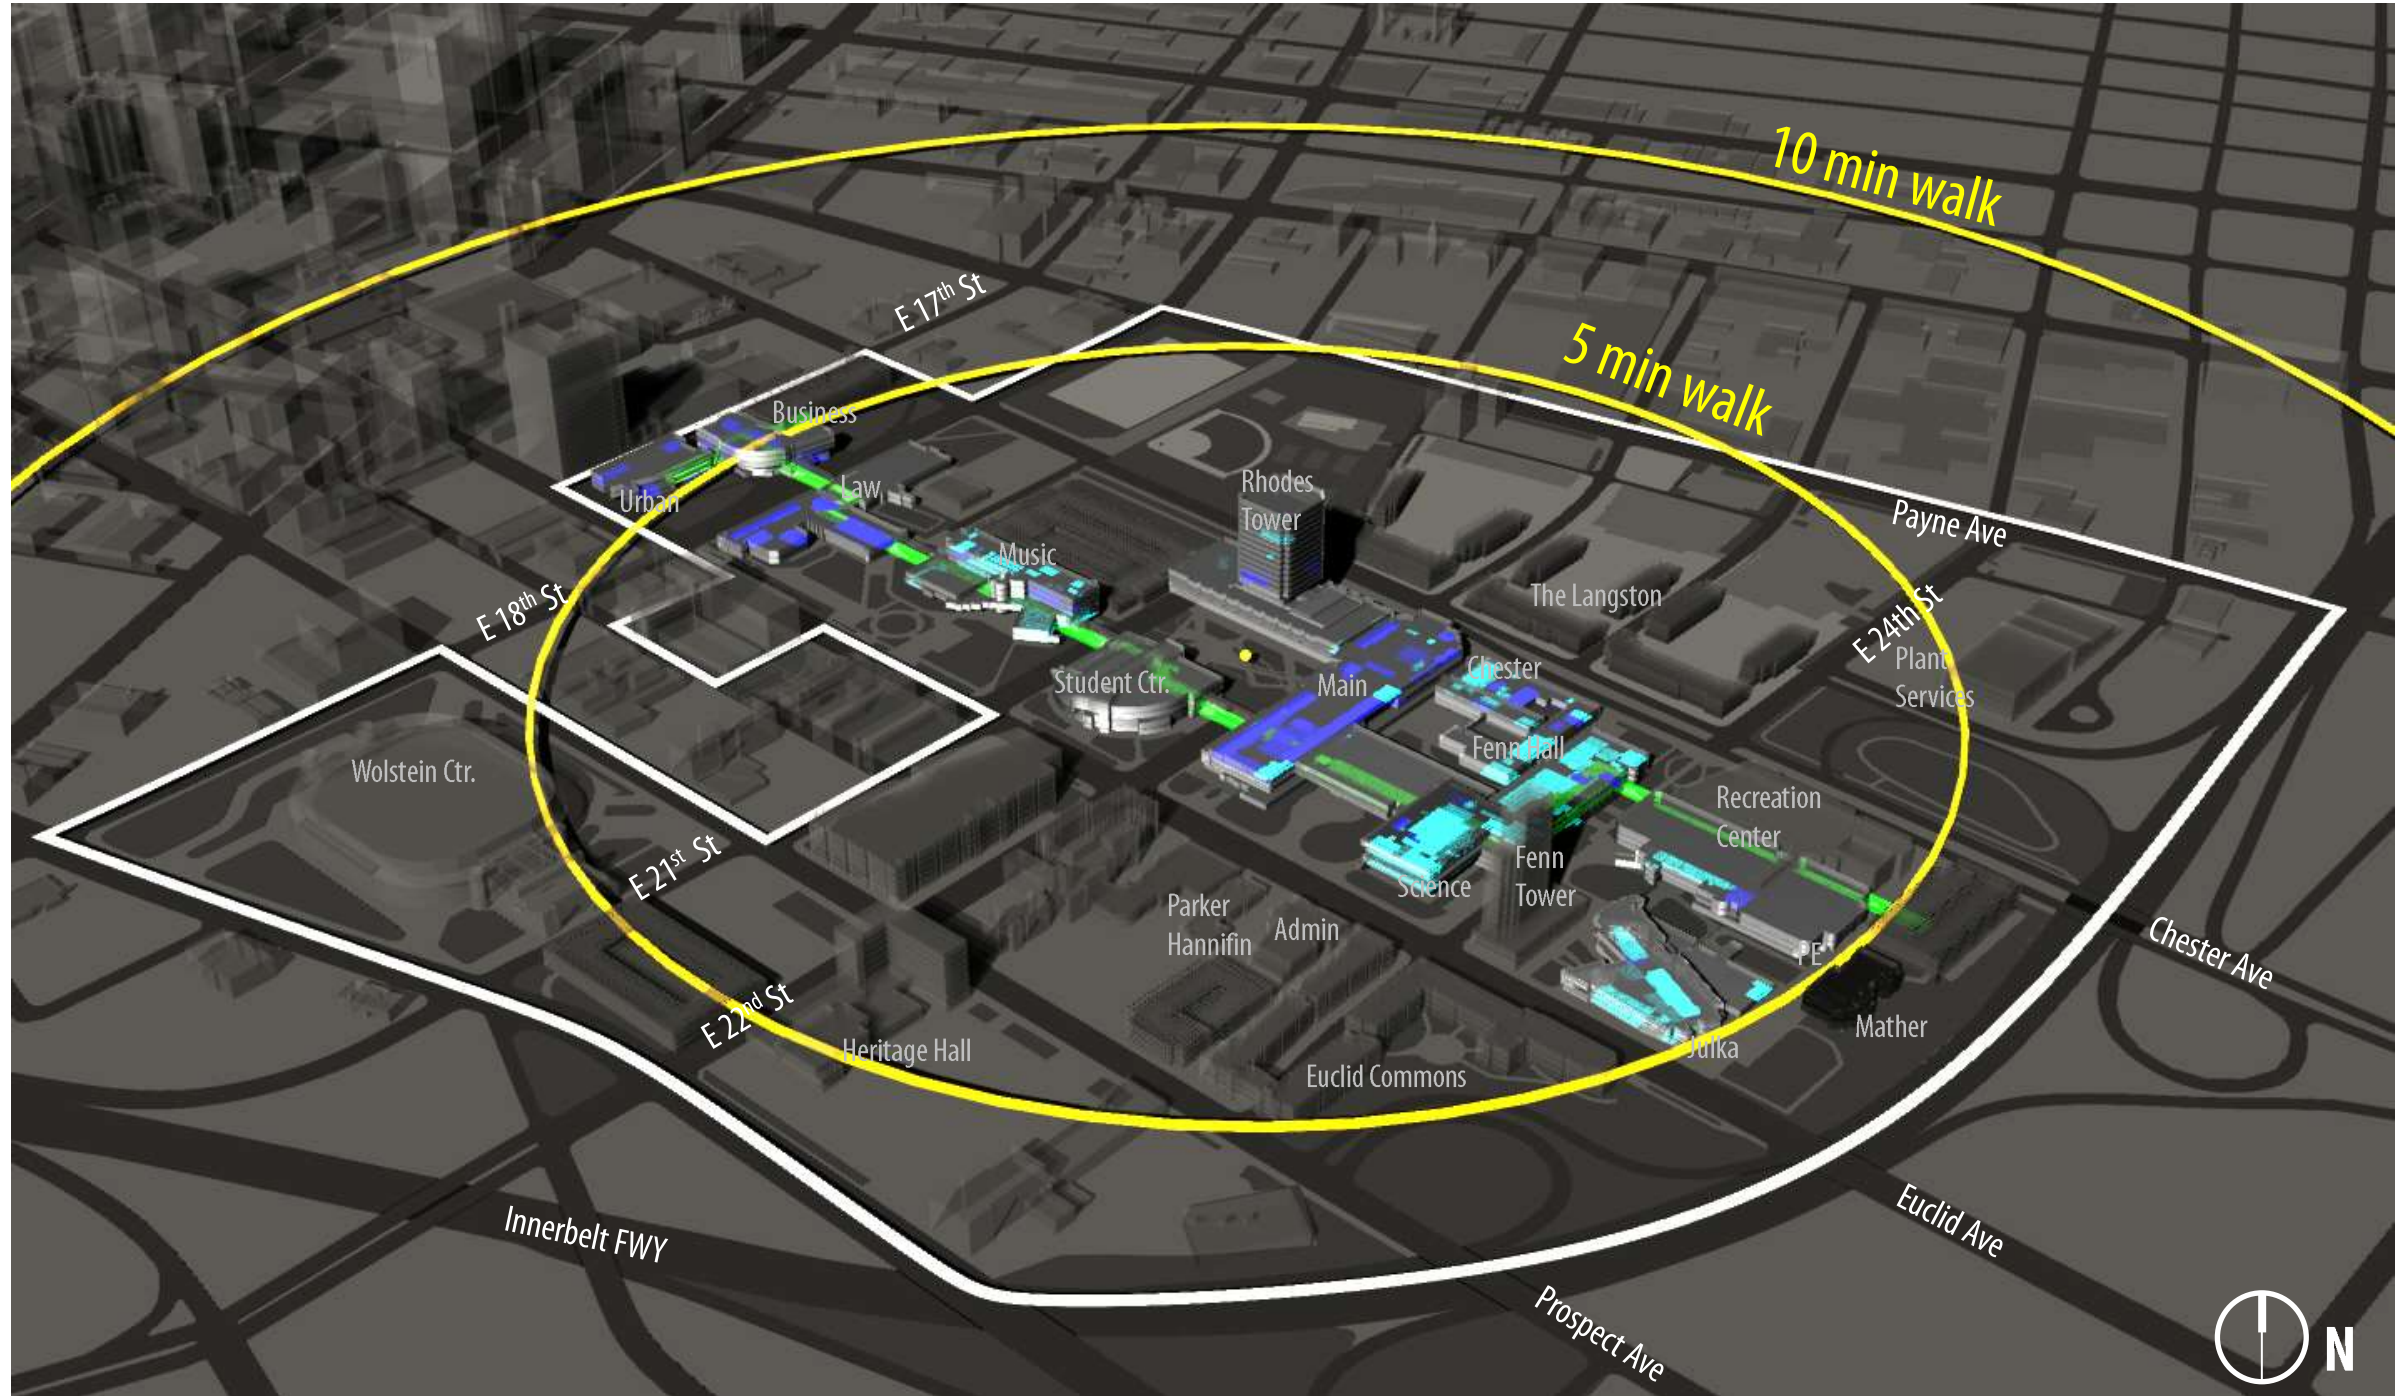 10 min walk
E 17th St
5 min walk
Business
Urban
Law
Rhodes
Tower
Payne Ave
Music
The Langston
E 18th St
E 24th St
Plant
Services
Student Ctr.
Main
Chester
Fenn Hall
Wolstein Ctr.
Recreation
Center
E 21st St
Science
Fenn
Tower
Parker
Hannifin
Admin
PE
Chester Ave
E 22nd St
Mather
Heritage Hall
Julka
Euclid Commons
Innerbelt FWY
Euclid Ave
Prospect Ave
N